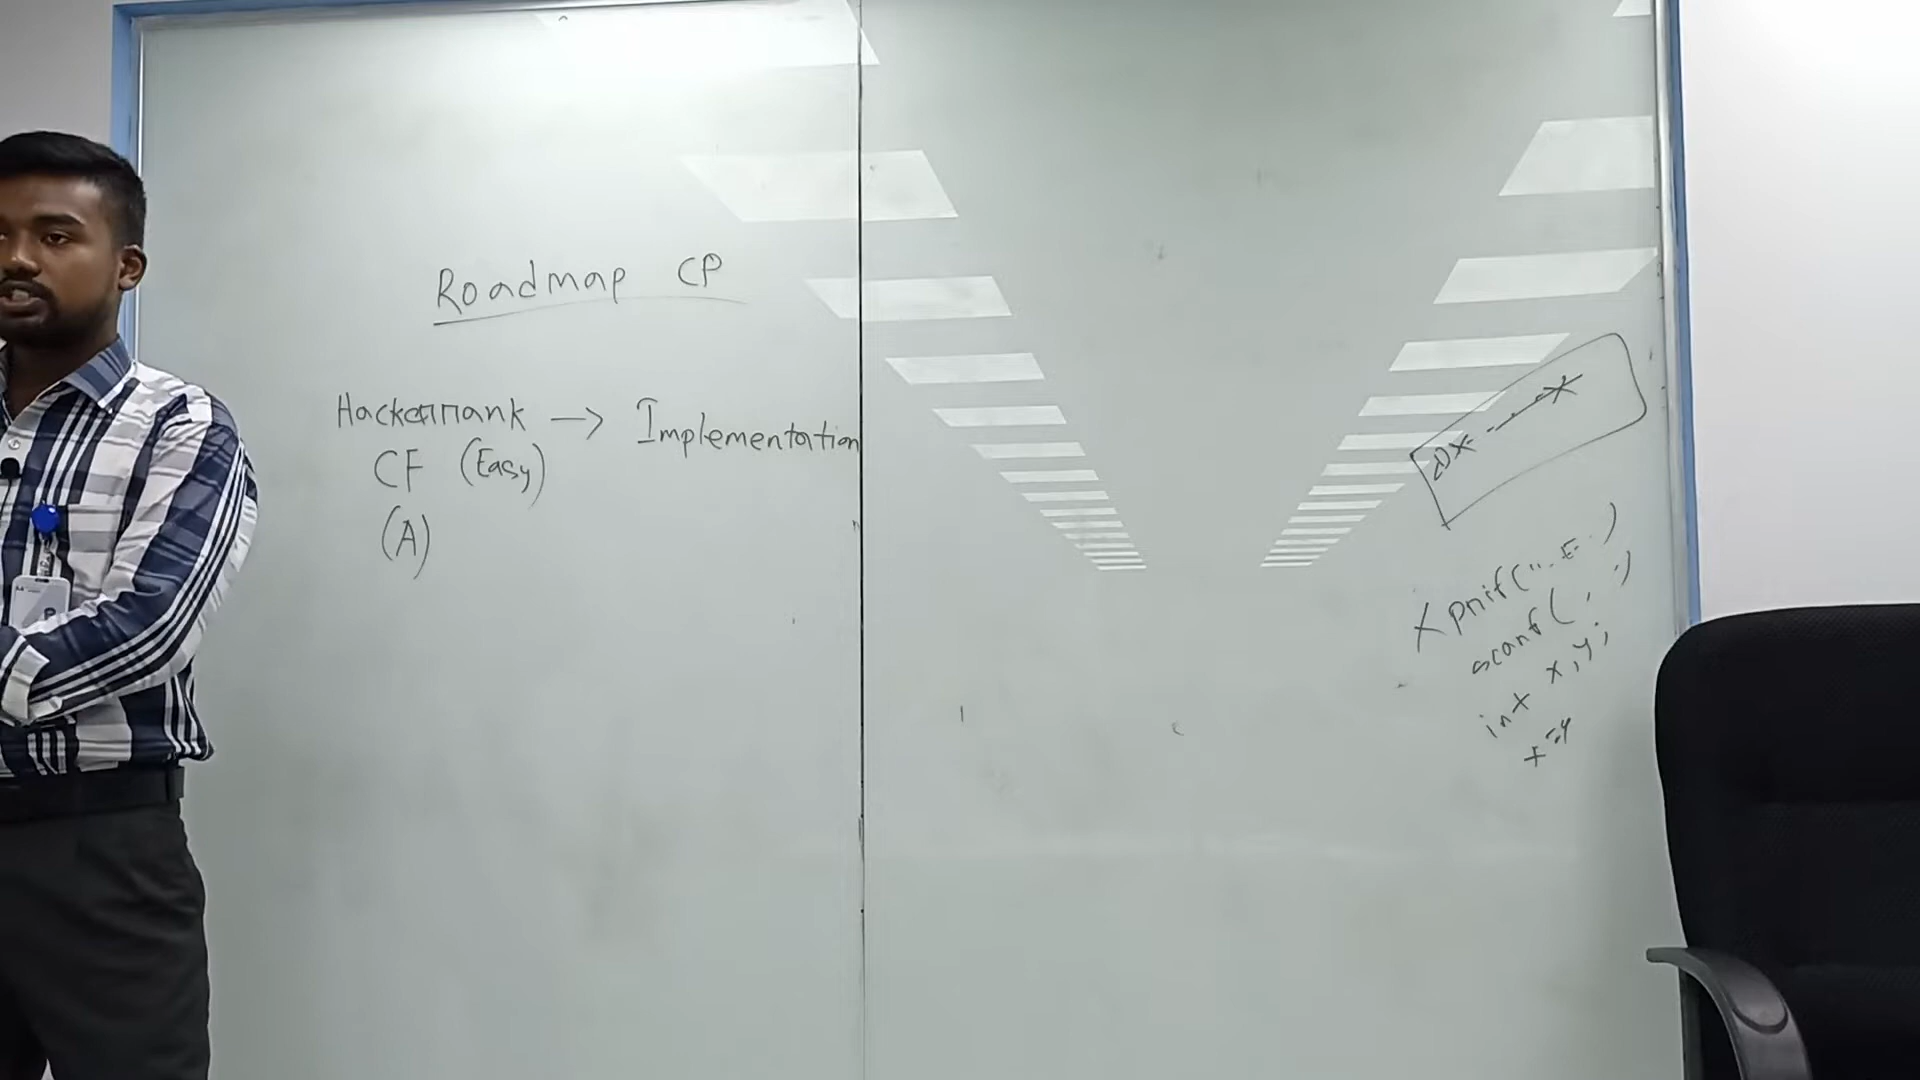 Roadmap CP
Hackerrank → Implementation
CF (Easy)
(A)
scanf( , . )
int x,y;